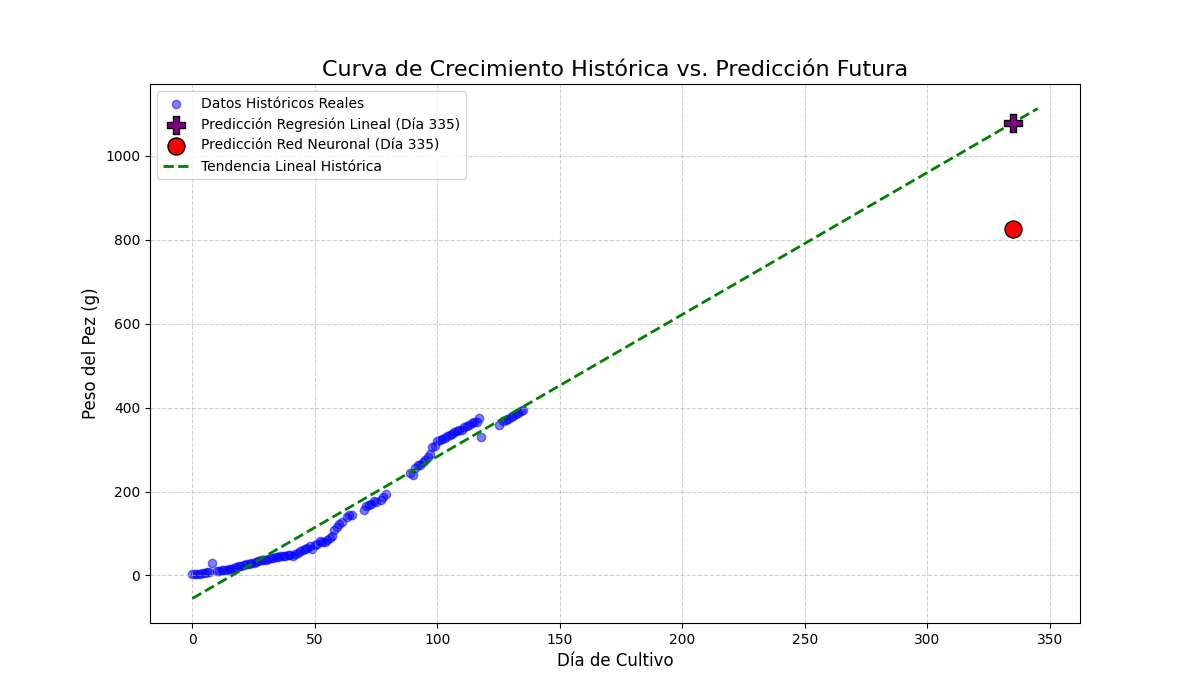 Curva de Crecimiento Histórica vs. Predicción Futura
Datos Históricos Reales
Predicción Regresión Lineal (Día 335)
Predicción Red Neuronal (Día 335)
Tendencia Lineal Histórica
Peso del Pez (g)
1000
800
600
400
200
0
0 50 100 150 200 250 300 350
Día de Cultivo